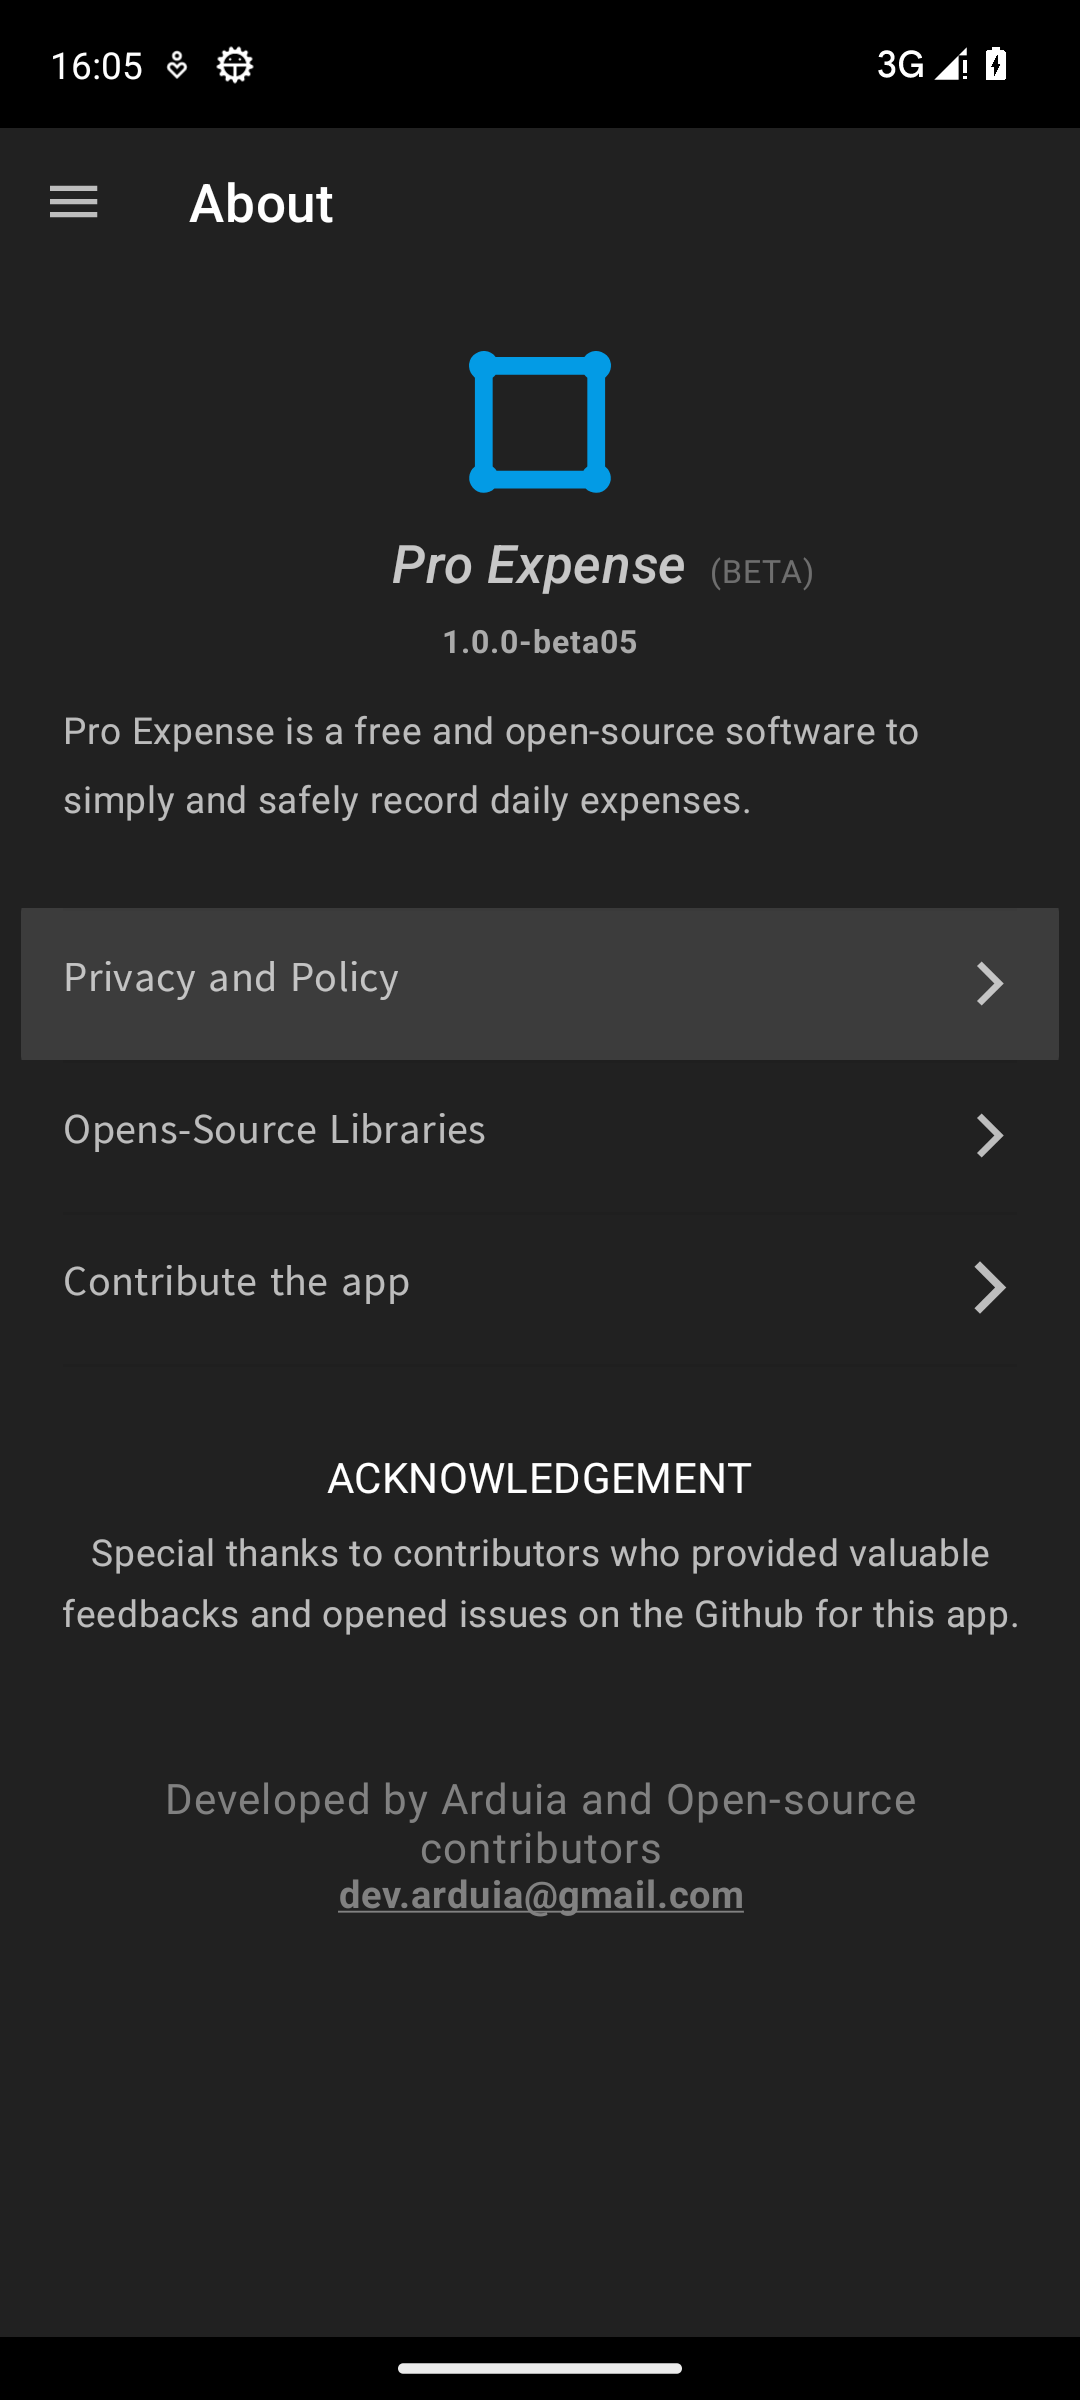 16:05
3G
About
Pro Expense (BETA)
1.0.0-beta05
Pro Expense is a free and open-source software to
simply and safely record daily expenses.
Privacy and Policy
Opens-Source Libraries
Contribute the app
ACKNOWLEDGEMENT
Special thanks to contributors who provided valuable
feedbacks and opened issues on the Github for this app.
Developed by Arduia and Open-source
contributors
dev.arduia@gmail.com